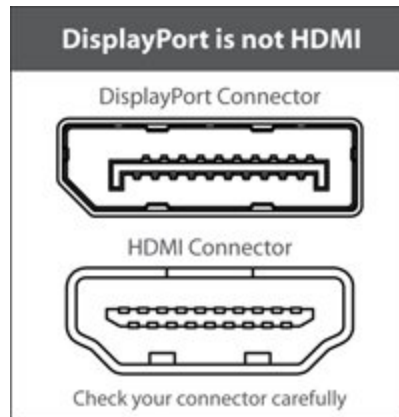 DisplayPort is not HDMI
DisplayPort Connector
HDMI Connector
Check your connector carefully